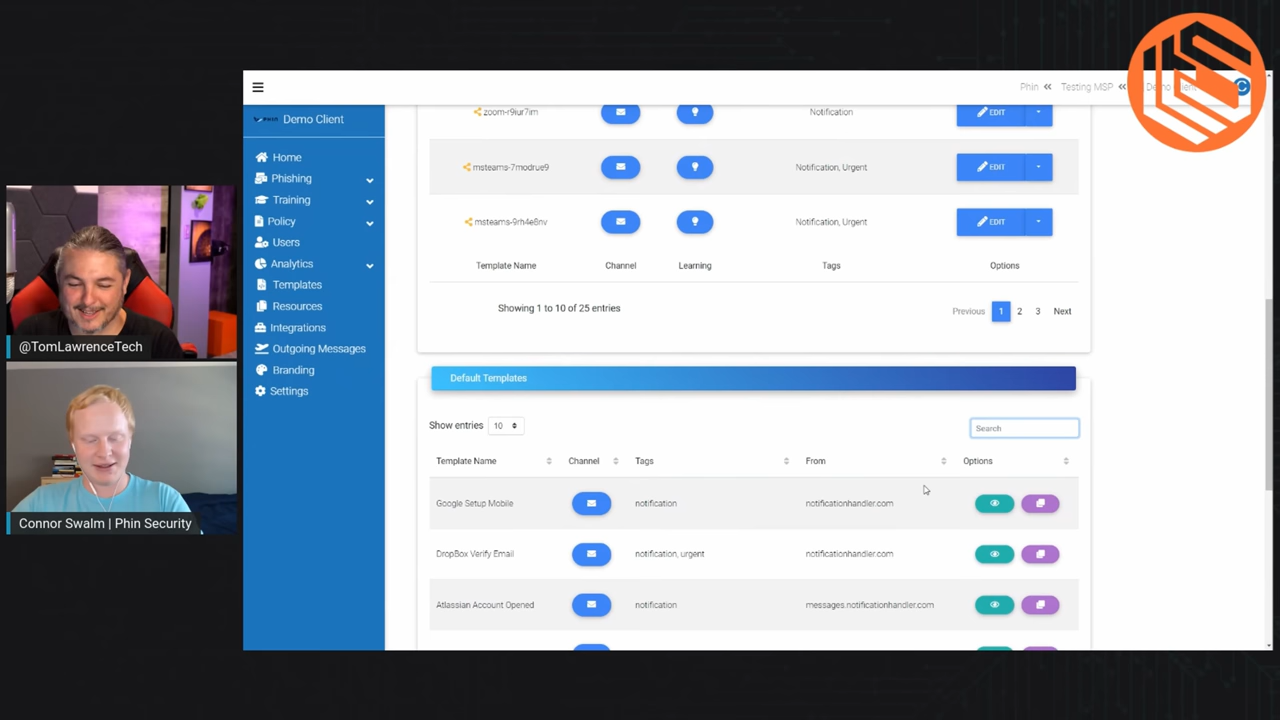 Phin « Testing MSP « Demo Client
Demo Client
Home
Phishing
Training
Policy
Users
Analytics
Templates
Resources
Integrations
Outgoing Messages
Branding
Settings
zoom-r9iur7im Notification EDIT
msteams-7modrue9 Notification, Urgent EDIT
msteams-9rh4e8nv Notification, Urgent EDIT
Template Name Channel Learning Tags Options
Showing 1 to 10 of 25 entries Previous 1 2 3 Next
Default Templates
Show entries 10 Search
Template Name Channel Tags From Options
Google Setup Mobile notification notificationhandler.com
DropBox Verify Email notification, urgent notificationhandler.com
Atlassian Account Opened notification messages.notificationhandler.com
@TomLawrenceTech
Connor Swalm | Phin Security